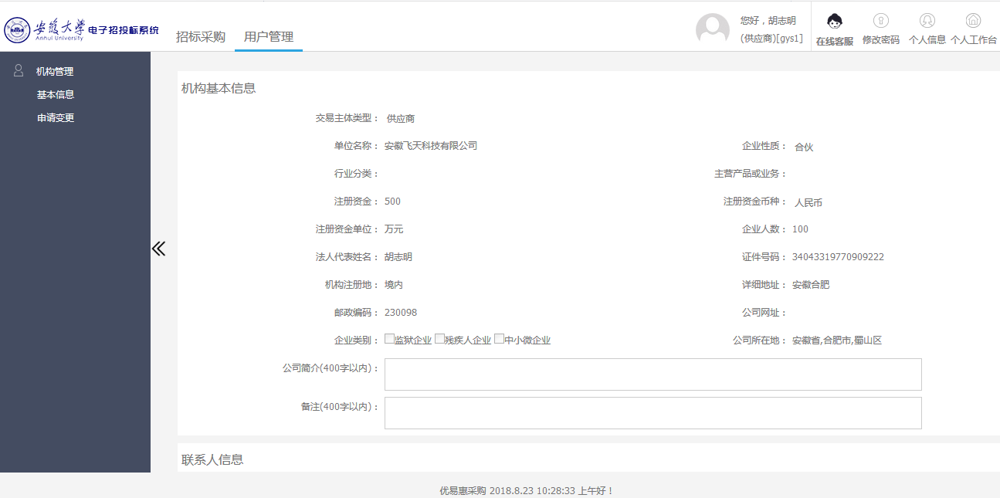 安徽大学 电子招投标系统
Anhui University
招标采购 用户管理
您好，胡志明
(供应商)[gys1]
在线客服 修改密码 个人信息 个人工作台
机构管理
基本信息
申请变更
机构基本信息
交易主体类型： 供应商
单位名称： 安徽飞天科技有限公司 企业性质： 合伙
行业分类： 主营产品或业务：
注册资金： 500 注册资金币种： 人民币
注册资金单位： 万元 企业人数： 100
法人代表姓名： 胡志明 证件号码： 34043319770909222
机构注册地： 境内 详细地址： 安徽合肥
邮政编码： 230098 公司网址：
企业类别： 监狱企业 残疾人企业 中小微企业 公司所在地： 安徽省,合肥市,蜀山区
公司简介(400字以内)：
备注(400字以内)：
联系人信息
优易惠采购 2018.8.23 10:28:33 上午好！